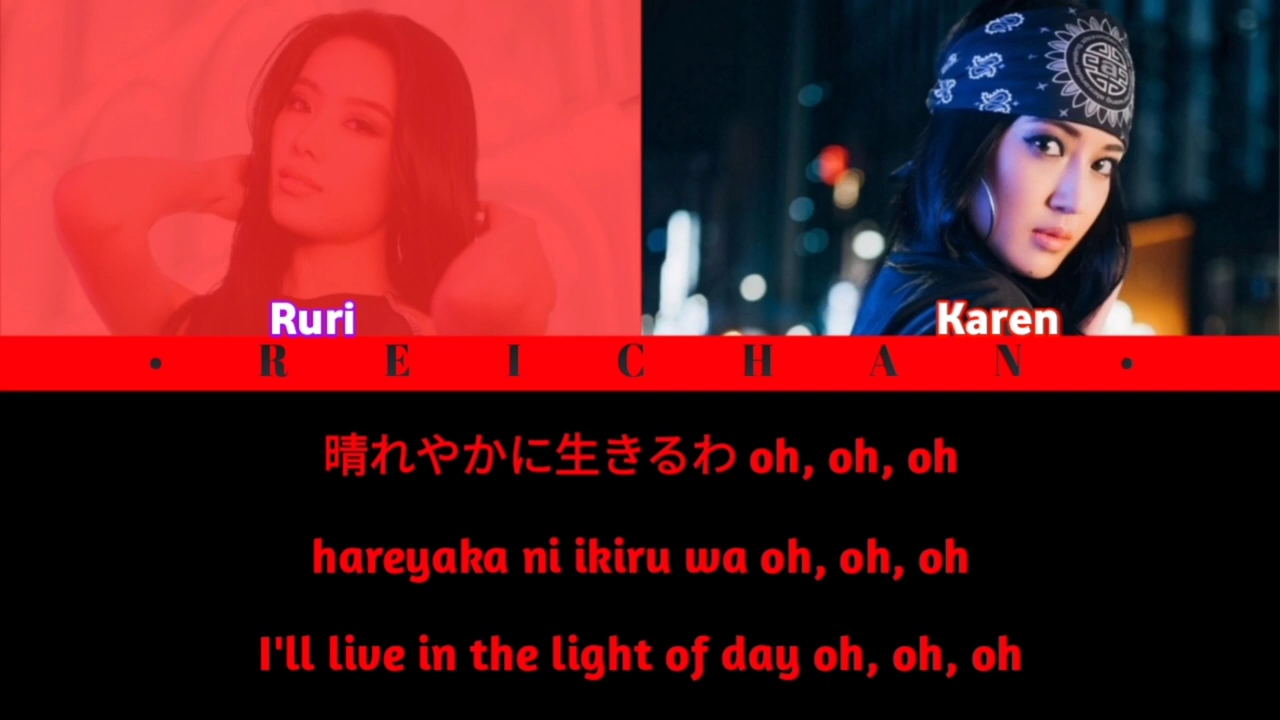 Ruri
Karen
• R E I C H A N •
晴れやかに生きるわ oh, oh, oh
hareyaka ni ikiru wa oh, oh, oh
I'll live in the light of day oh, oh, oh